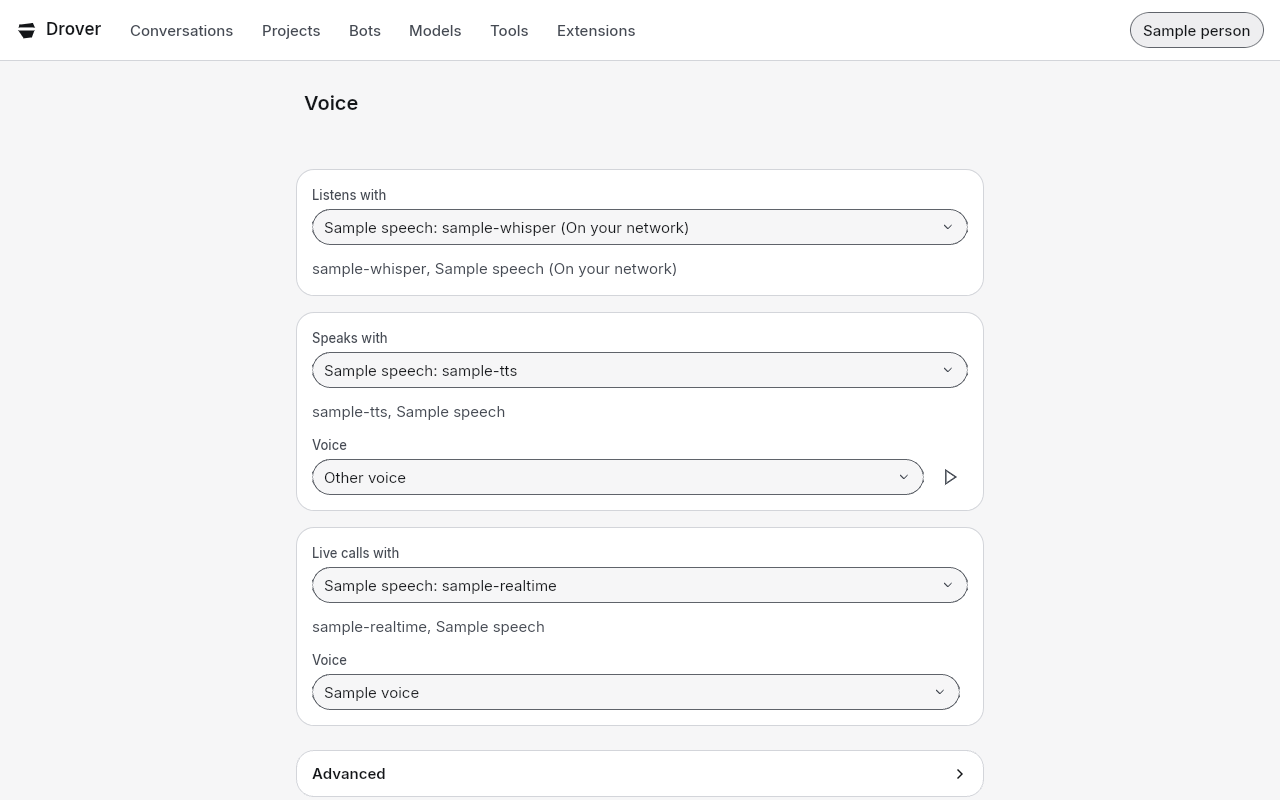 Drover
Conversations
Projects
Bots
Models
Tools
Extensions
Sample person
Voice
Listens with
Sample speech: sample-whisper (On your network)
sample-whisper, Sample speech (On your network)
Speaks with
Sample speech: sample-tts
sample-tts, Sample speech
Voice
Other voice
Live calls with
Sample speech: sample-realtime
sample-realtime, Sample speech
Voice
Sample voice
Advanced